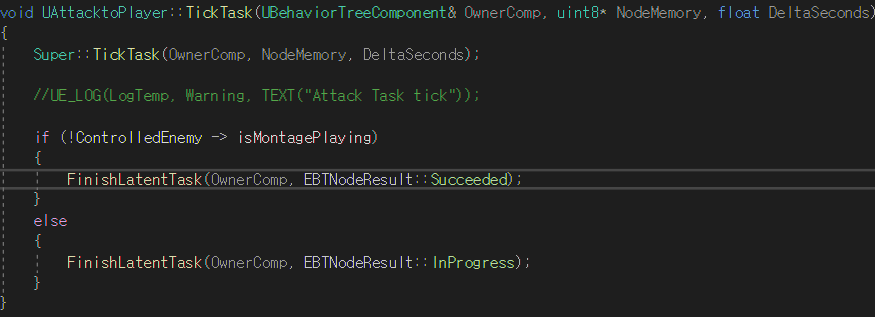 void UAttacktoPlayer::TickTask(UBehaviorTreeComponent& OwnerComp, uint8* NodeMemory, float DeltaSeconds)
{
Super::TickTask(OwnerComp, NodeMemory, DeltaSeconds);
//UE_LOG(LogTemp, Warning, TEXT("Attack Task tick"));
if (!ControlledEnemy -> isMontagePlaying)
{
FinishLatentTask(OwnerComp, EBTNodeResult::Succeeded);
}
else
{
FinishLatentTask(OwnerComp, EBTNodeResult::InProgress);
}
}